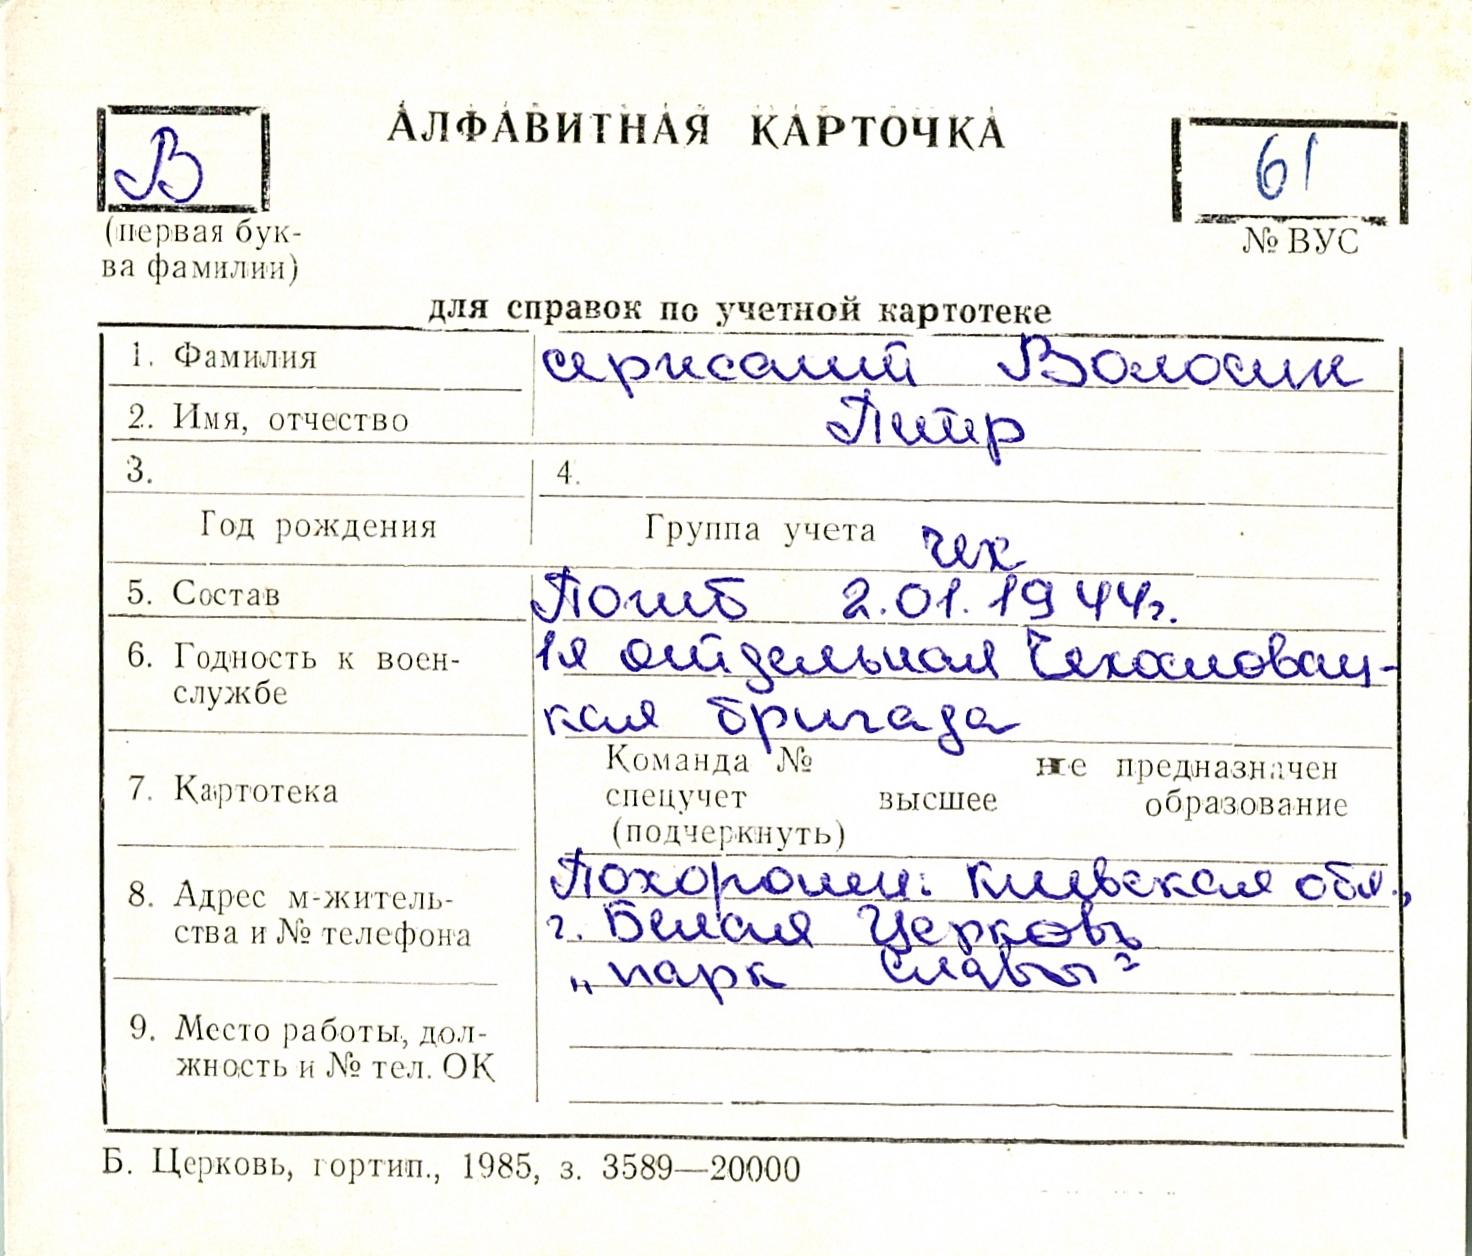 АЛФАВИТНАЯ КАРТОЧКА
В
61
(первая бук-
ва фамилии)
№ ВУС
для справок по учетной картотеке
1. Фамилия сержант Волосин
2. Имя, отчество Петр
3. 4.
Год рождения Группа учета чех
5. Состав Погиб 2.01.1944г.
6. Годность к воен-
службе
1я отдельная Чехословац-
кая бригада
7. Картотека
Команда № не предназначен
спецучет высшее образование
(подчеркнуть)
8. Адрес м-житель-
ства и № телефона
Похоронен: Киевская обл.,
г. Белая Церковь
„парк Славы"
9. Место работы, дол-
жность и № тел. ОК
Б. Церковь, гортип., 1985, з. 3589—20000